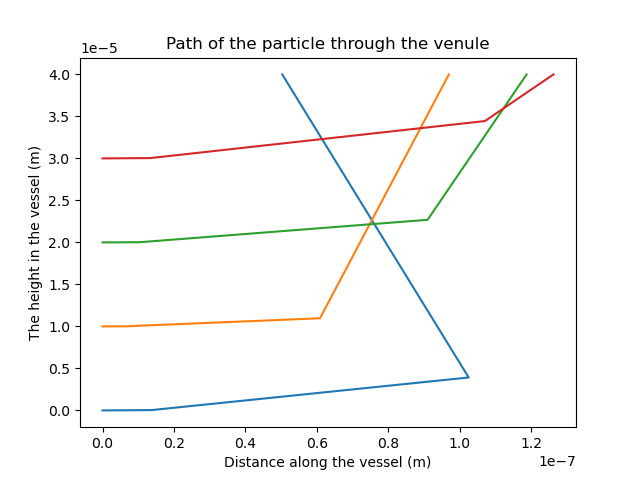 Path of the particle through the venule
1e−5
4.0
3.5
3.0
2.5
2.0
1.5
1.0
0.5
0.0
The height in the vessel (m)
0.0 0.2 0.4 0.6 0.8 1.0 1.2
1e−7
Distance along the vessel (m)